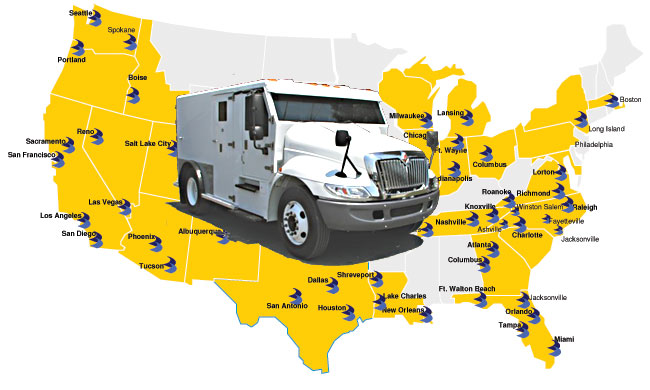 Seattle
Spokane
Portland
Boise
Milwaukee
Lansing
Boston
Long Island
Reno
Sacramento
San Francisco
Salt Lake City
Chicag
Ft. Wayne
Philadelphia
Columbus
dianapolis
Lorton
Las Vegas
Los Angeles
San Diego
Phoenix
Albuquerque
Tucson
Roanoke
Richmond
Knoxville
Winston Salem
Raleigh
Nashville
Ashville
Fayetteville
Charlotte
Jacksonville
Atlanta
Columbus
Shreveport
Dallas
Lake Charles
San Antonio
Houston
New Orleans
Ft. Walton Beach
Jacksonville
Orlando
Tampa
Miami